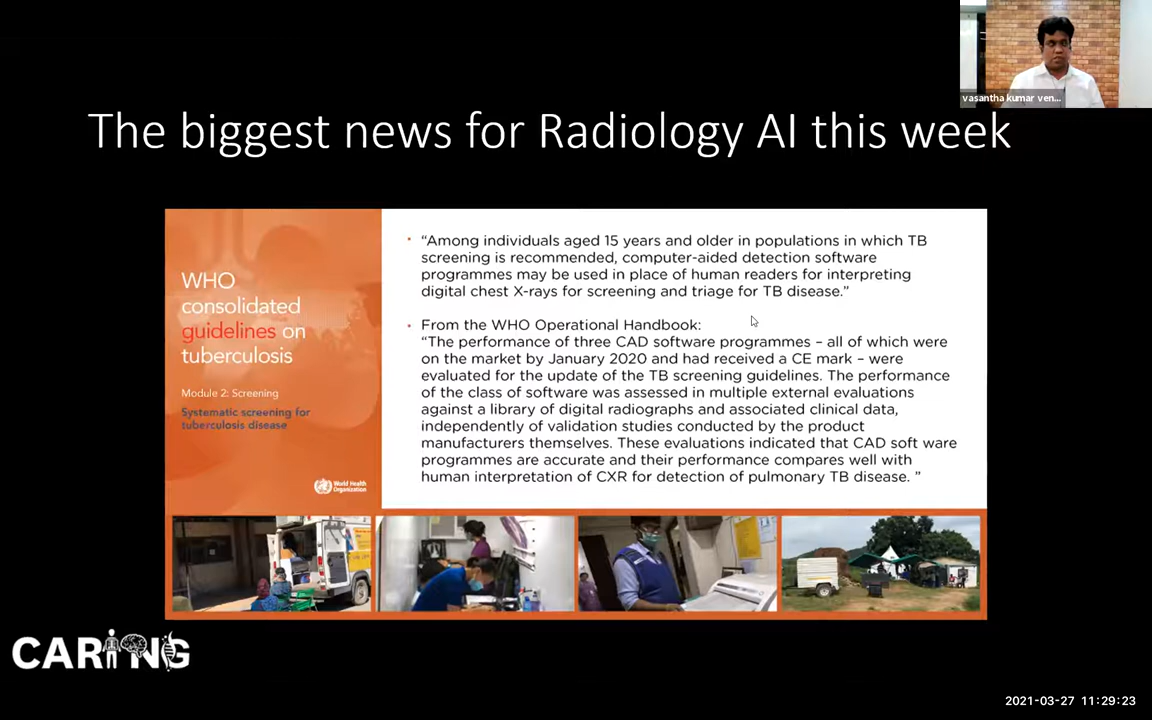 vasantha kumar ven...
The biggest news for Radiology AI this week
WHO
consolidated
guidelines on
tuberculosis
Module 2: Screening
Systematic screening for
tuberculosis disease
World Health
Organization
• “Among individuals aged 15 years and older in populations in which TB
screening is recommended, computer-aided detection software
programmes may be used in place of human readers for interpreting
digital chest X-rays for screening and triage for TB disease.”
• From the WHO Operational Handbook:
“The performance of three CAD software programmes – all of which were
on the market by January 2020 and had received a CE mark – were
evaluated for the update of the TB screening guidelines. The performance
of the class of software was assessed in multiple external evaluations
against a library of digital radiographs and associated clinical data,
independently of validation studies conducted by the product
manufacturers themselves. These evaluations indicated that CAD soft ware
programmes are accurate and their performance compares well with
human interpretation of CXR for detection of pulmonary TB disease. ”
CARING
2021-03-27 11:29:23